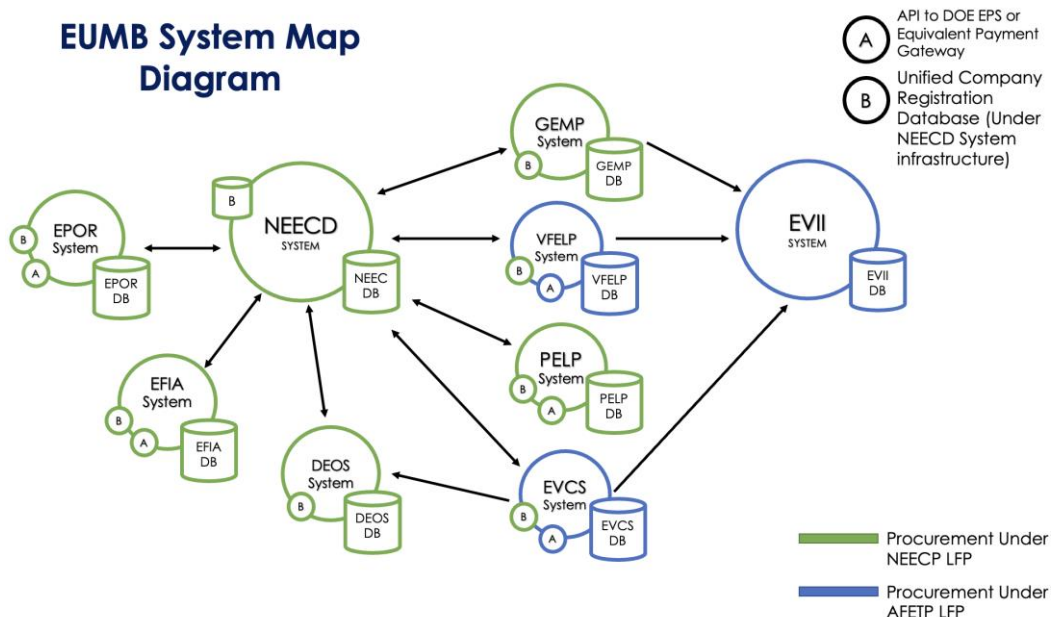 EUMB System Map
Diagram
A
API to DOE EPS or
Equivalent Payment
Gateway
B
Unified Company
Registration
Database (Under
NEECD System
infrastructure)
GEMP
System
B
GEMP
DB
B
NEECD
SYSTEM
NEEC
DB
EPOR
System
B
A
EPOR
DB
VFELP
System
B
A
VFELP
DB
EVII
SYSTEM
EVII
DB
PELP
System
B
A
PELP
DB
EFIA
System
B
A
EFIA
DB
DEOS
System
B
DEOS
DB
EVCS
System
B
A
EVCS
DB
Procurement Under
NEECP LFP
Procurement Under
AFETP LFP